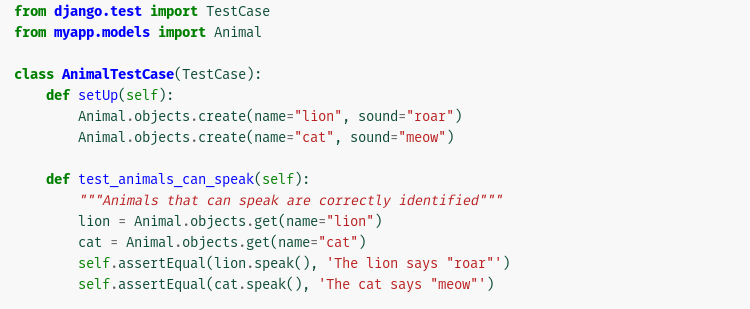 from django.test import TestCase
from myapp.models import Animal

class AnimalTestCase(TestCase):
    def setUp(self):
        Animal.objects.create(name="lion", sound="roar")
        Animal.objects.create(name="cat", sound="meow")

    def test_animals_can_speak(self):
        """Animals that can speak are correctly identified"""
        lion = Animal.objects.get(name="lion")
        cat = Animal.objects.get(name="cat")
        self.assertEqual(lion.speak(), 'The lion says "roar"')
        self.assertEqual(cat.speak(), 'The cat says "meow"')